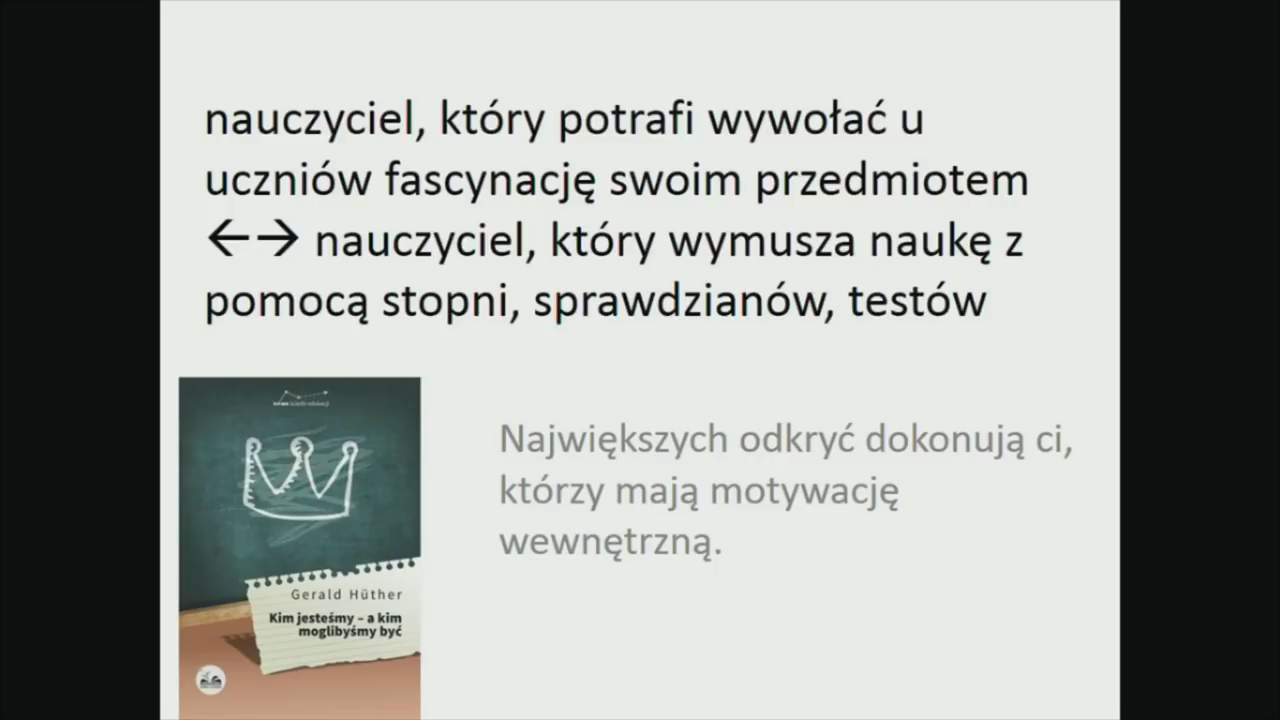 nauczyciel, który potrafi wywołać u
uczniów fascynację swoim przedmiotem
←→ nauczyciel, który wymusza naukę z
pomocą stopni, sprawdzianów, testów
Największych odkryć dokonują ci,
którzy mają motywację
wewnętrzną.
Gerald Hüther
Kim jesteśmy – a kim
moglibyśmy być